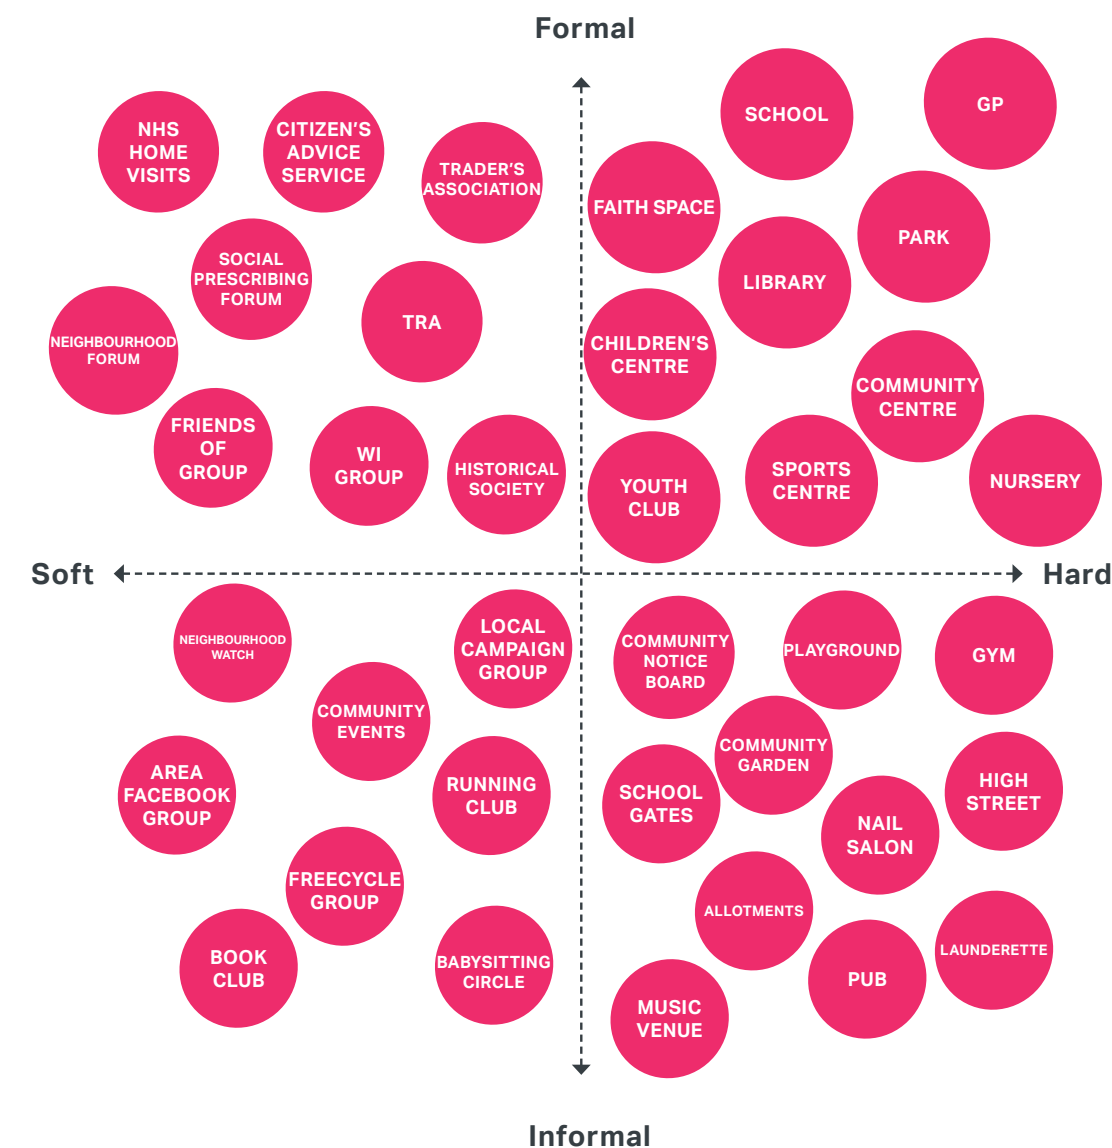 Formal
NHS
HOME
VISITS
CITIZEN'S
ADVICE
SERVICE
TRADER'S
ASSOCIATION
SOCIAL
PRESCRIBING
FORUM
TRA
NEIGHBOURHOOD
FORUM
FRIENDS
OF
GROUP
WI
GROUP
HISTORICAL
SOCIETY
SCHOOL
GP
FAITH SPACE
PARK
LIBRARY
CHILDREN'S
CENTRE
COMMUNITY
CENTRE
YOUTH
CLUB
SPORTS
CENTRE
NURSERY
Soft
Hard
NEIGHBOURHOOD
WATCH
LOCAL
CAMPAIGN
GROUP
COMMUNITY
EVENTS
AREA
FACEBOOK
GROUP
RUNNING
CLUB
FREECYCLE
GROUP
BOOK
CLUB
BABYSITTING
CIRCLE
COMMUNITY
NOTICE
BOARD
PLAYGROUND
GYM
COMMUNITY
GARDEN
SCHOOL
GATES
HIGH
STREET
NAIL
SALON
ALLOTMENTS
PUB
LAUNDERETTE
MUSIC
VENUE
Informal